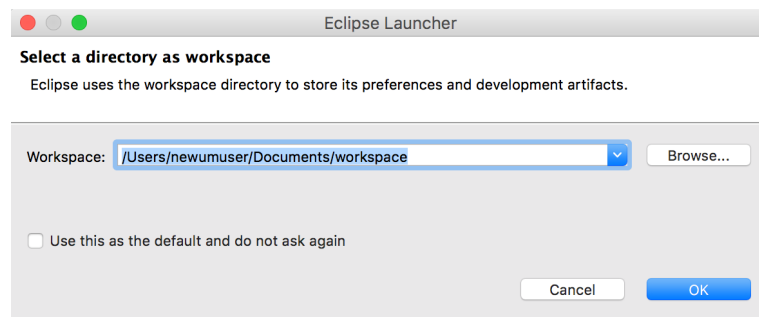 Eclipse Launcher
Select a directory as workspace
Eclipse uses the workspace directory to store its preferences and development artifacts.
Workspace: /Users/newumuser/Documents/workspace Browse...
Use this as the default and do not ask again
Cancel OK